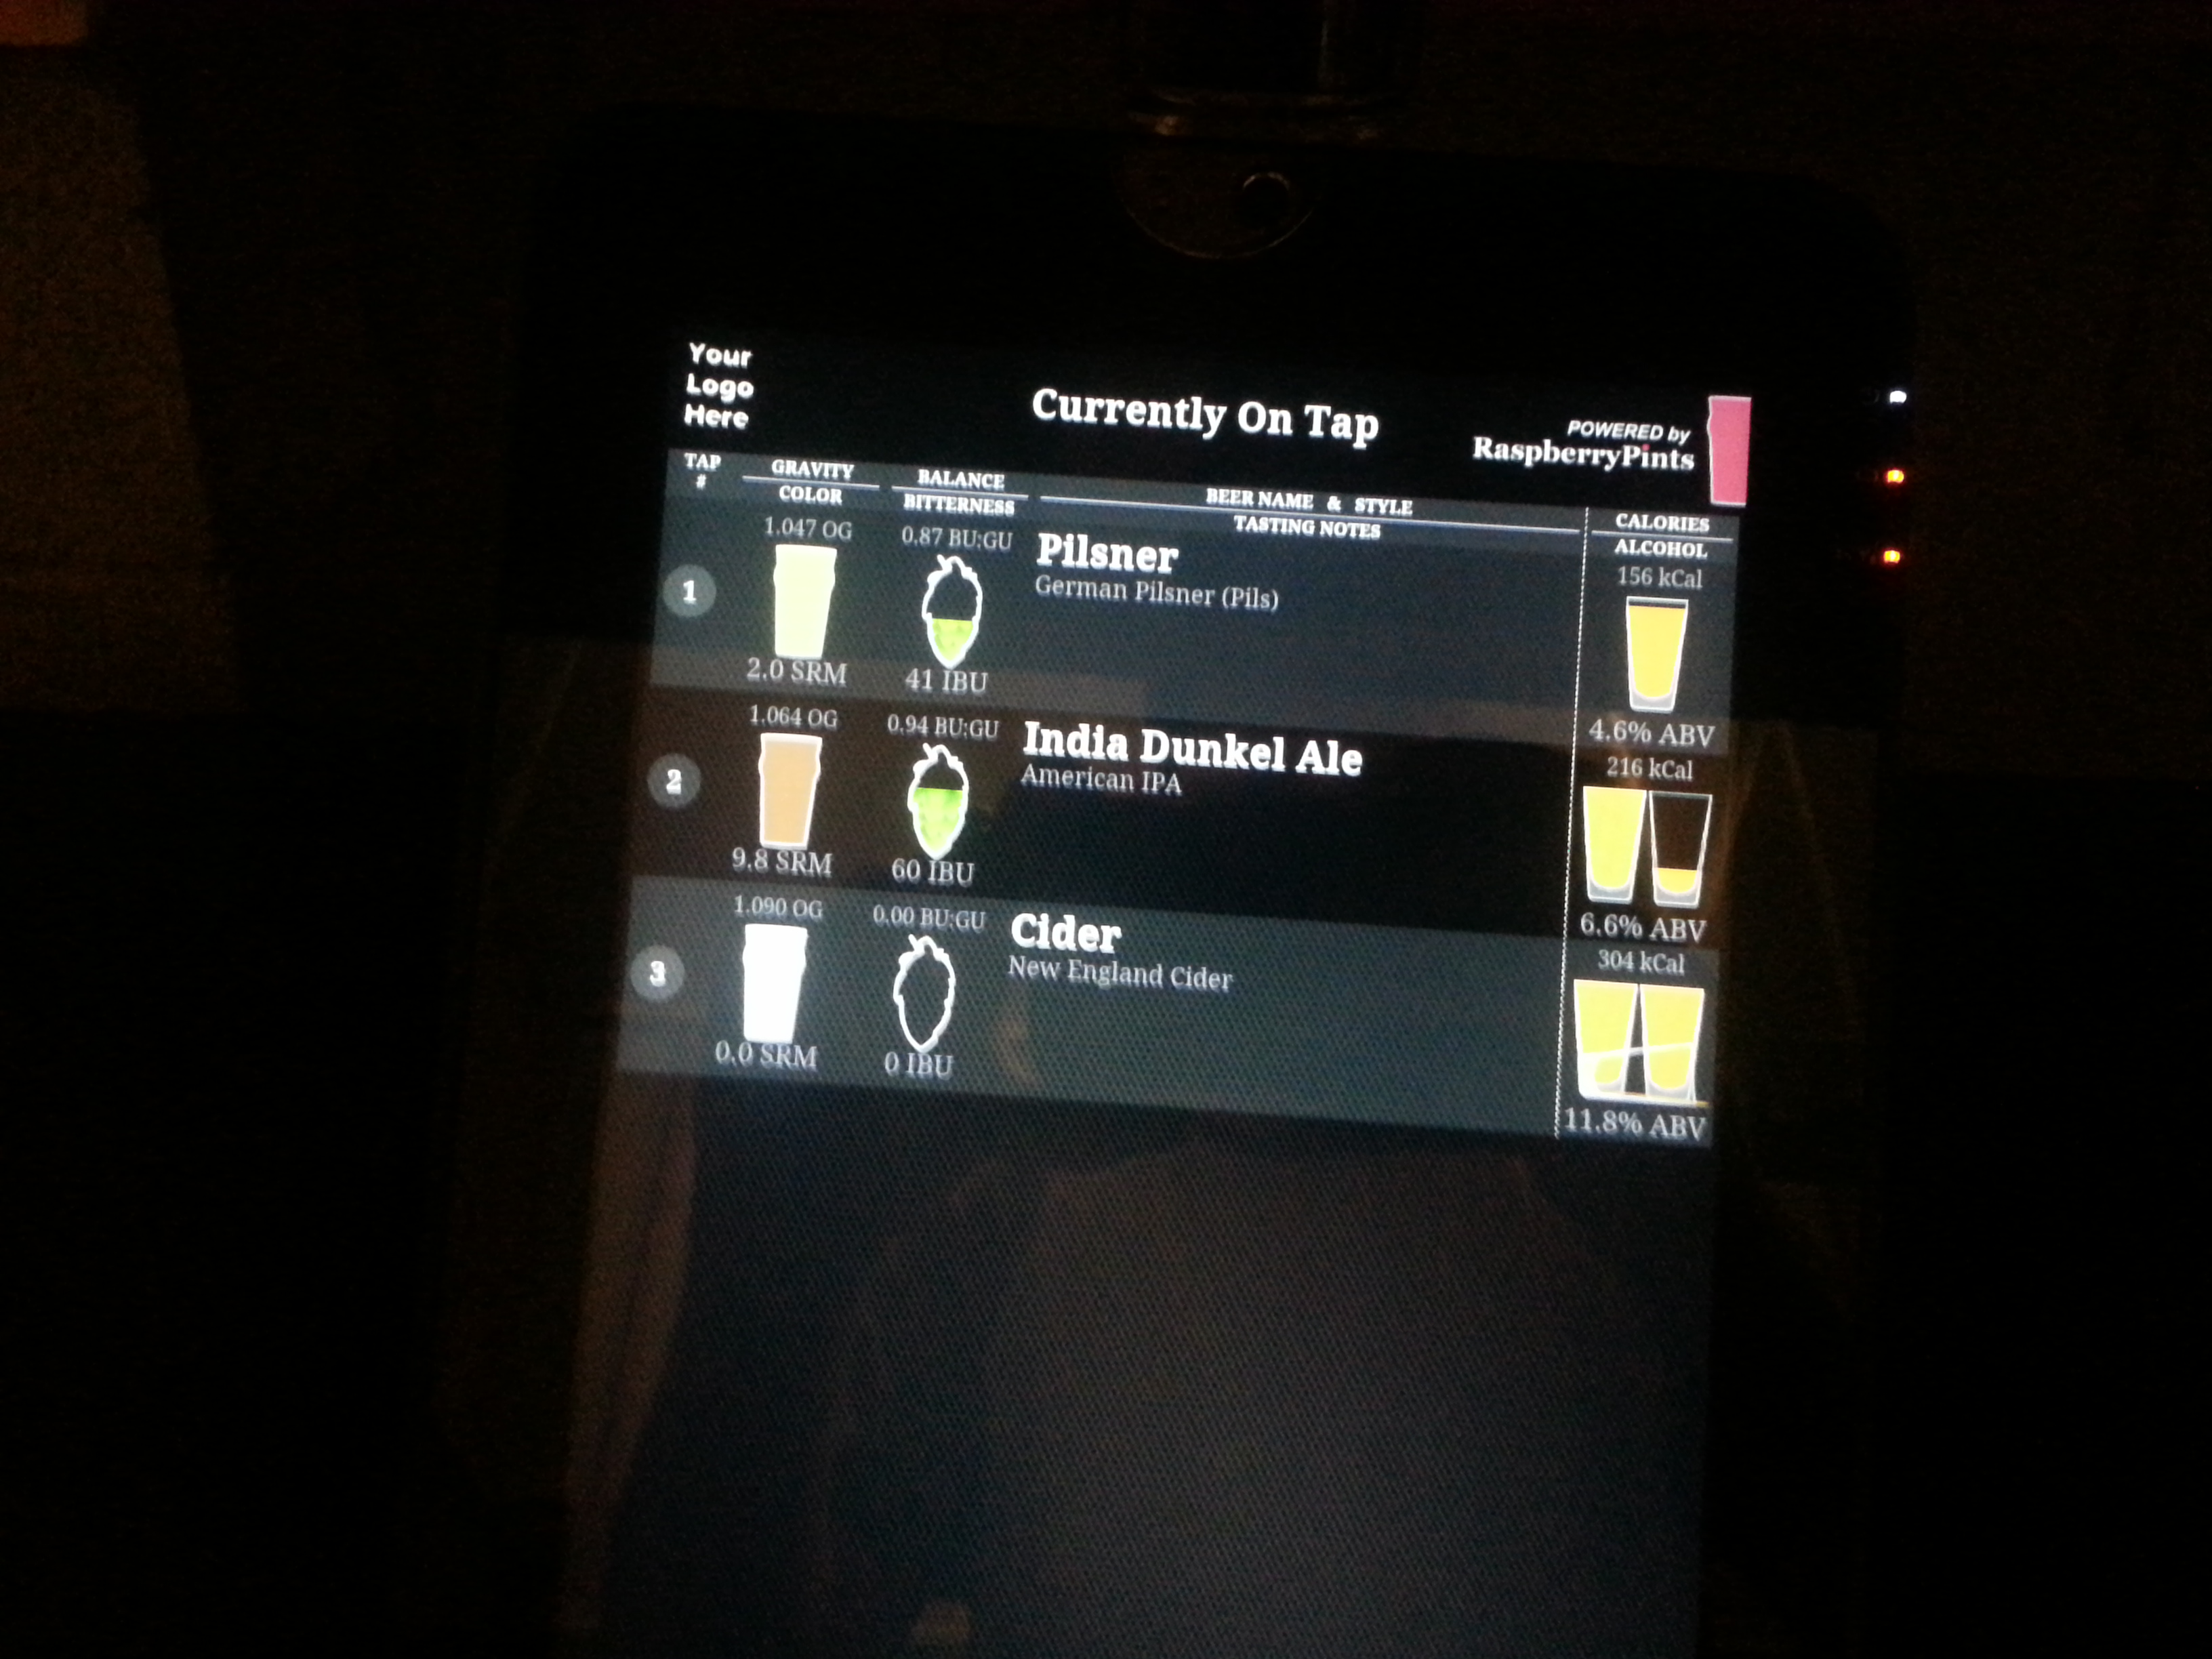 Your
Logo
Here
Currently On Tap
POWERED by
RaspberryPints
TAP
#
GRAVITY
COLOR
BALANCE
BITTERNESS
BEER NAME & STYLE
TASTING NOTES
CALORIES
ALCOHOL
1
1.047 OG
2.0 SRM
0.87 BU:GU
41 IBU
Pilsner
German Pilsner (Pils)
156 kCal
4.6% ABV
2
1.064 OG
9.8 SRM
0.94 BU:GU
60 IBU
India Dunkel Ale
American IPA
216 kCal
6.6% ABV
3
1.090 OG
0.0 SRM
0.00 BU:GU
0 IBU
Cider
New England Cider
304 kCal
11.8% ABV